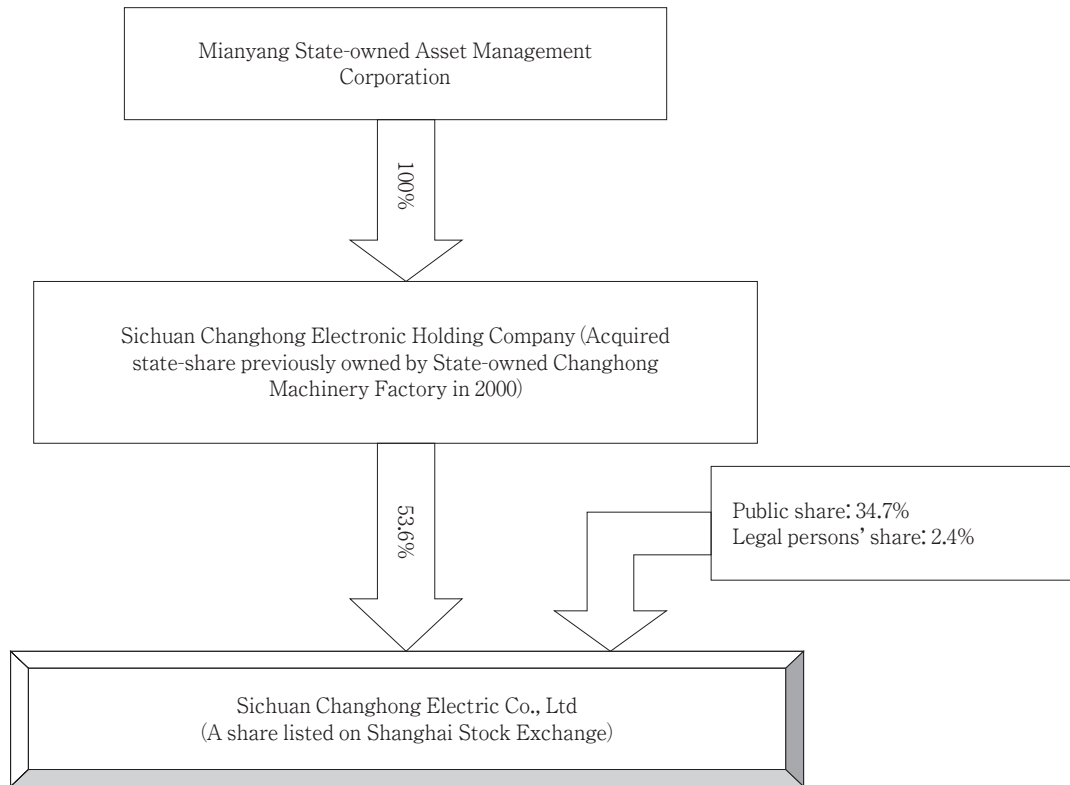 Mianyang State-owned Asset Management
Corporation
100%
Sichuan Changhong Electronic Holding Company (Acquired
state-share previously owned by State-owned Changhong
Machinery Factory in 2000)
53.6%
Public share: 34.7%
Legal persons’ share: 2.4%
Sichuan Changhong Electric Co., Ltd
(A share listed on Shanghai Stock Exchange)